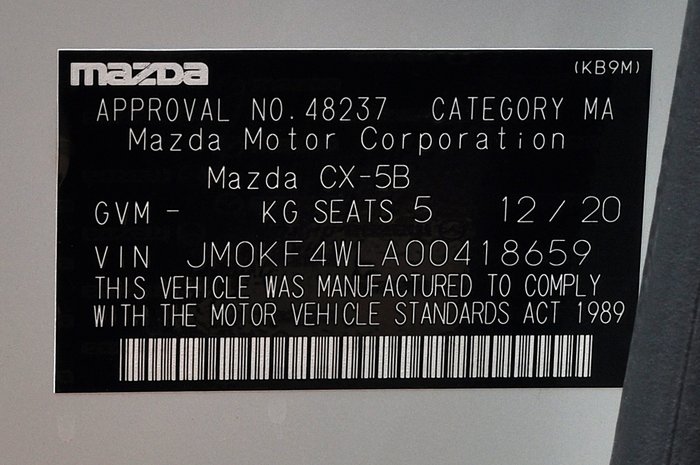 mazda (KB9M)
APPROVAL NO.48237 CATEGORY MA
Mazda Motor Corporation
Mazda CX-5B
GVM - KG SEATS 5 12/20
VIN JM0KF4WLA00418659
THIS VEHICLE WAS MANUFACTURED TO COMPLY
WITH THE MOTOR VEHICLE STANDARDS ACT 1989